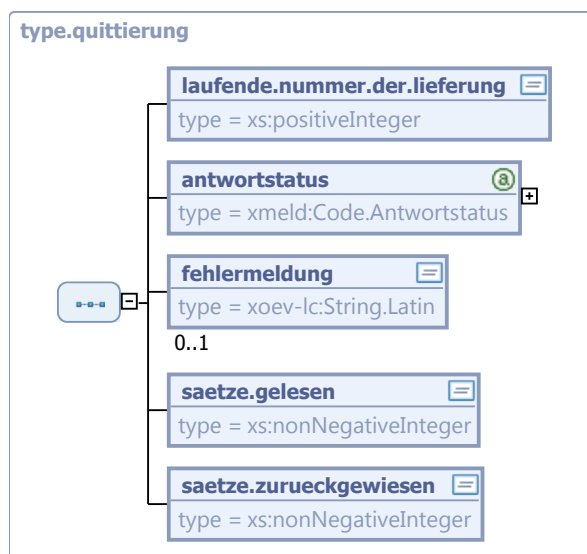 type.quittierung
laufende.nummer.der.lieferung
type = xs:positiveInteger
antwortstatus
type = xmeld:Code.Antwortstatus
fehlermeldung
type = xoev-lc:String.Latin
0..1
saetze.gelesen
type = xs:nonNegativeInteger
saetze.zurueckgewiesen
type = xs:nonNegativeInteger